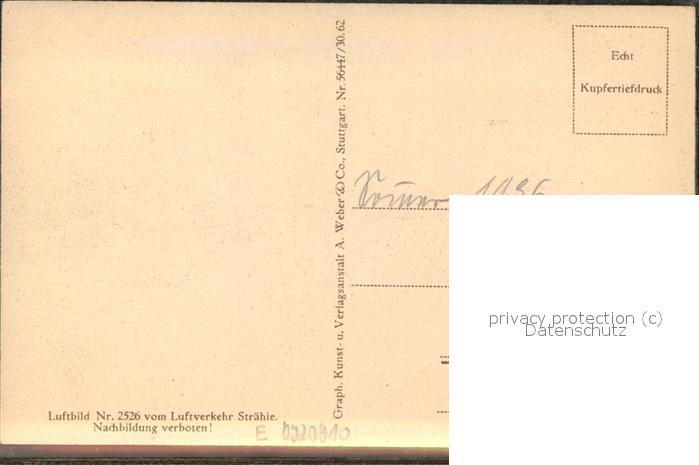 Echt
Kupfertiefdruck
Graph. Kunst- u. Verlagsanstalt A. Weber & Co., Stuttgart. Nr. 56447/30.62
Sommer
privacy protection (c)
Datenschutz
Luftbild Nr. 2526 vom Luftverkehr Strähle.
Nachbildung verboten!
E